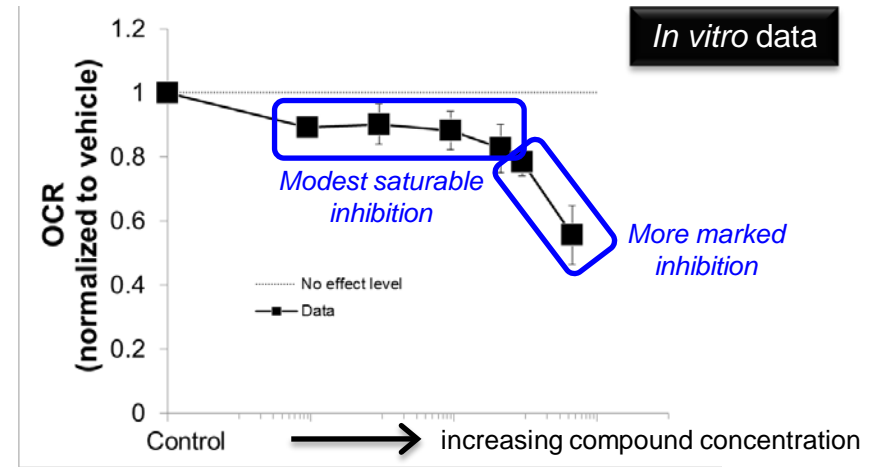 In vitro data
1.2
1
0.8
0.6
0.4
0.2
0
OCR
(normalized to vehicle)
Modest saturable
inhibition
More marked
inhibition
No effect level
Data
Control
increasing compound concentration